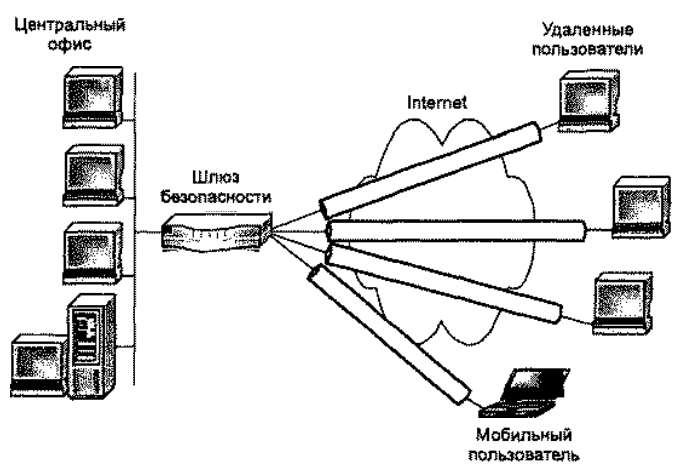 Центральный
офис
Удаленные
пользователи
Internet
Шлюз
безопасности
Мобильный
пользователь